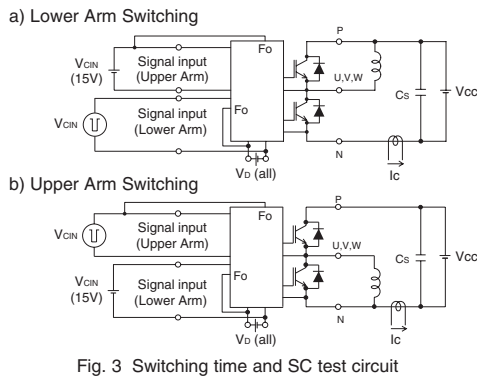 a) Lower Arm Switching
P
Fo
VCIN
(15V)
Signal input
(Upper Arm)
U,V,W
CS
VCC
VCIN
Signal input
(Lower Arm)
Fo
N
IC
VD (all)
b) Upper Arm Switching
P
Fo
VCIN
Signal input
(Upper Arm)
U,V,W
CS
VCC
VCIN
(15V)
Signal input
(Lower Arm)
Fo
N
IC
VD (all)
Fig. 3 Switching time and SC test circuit